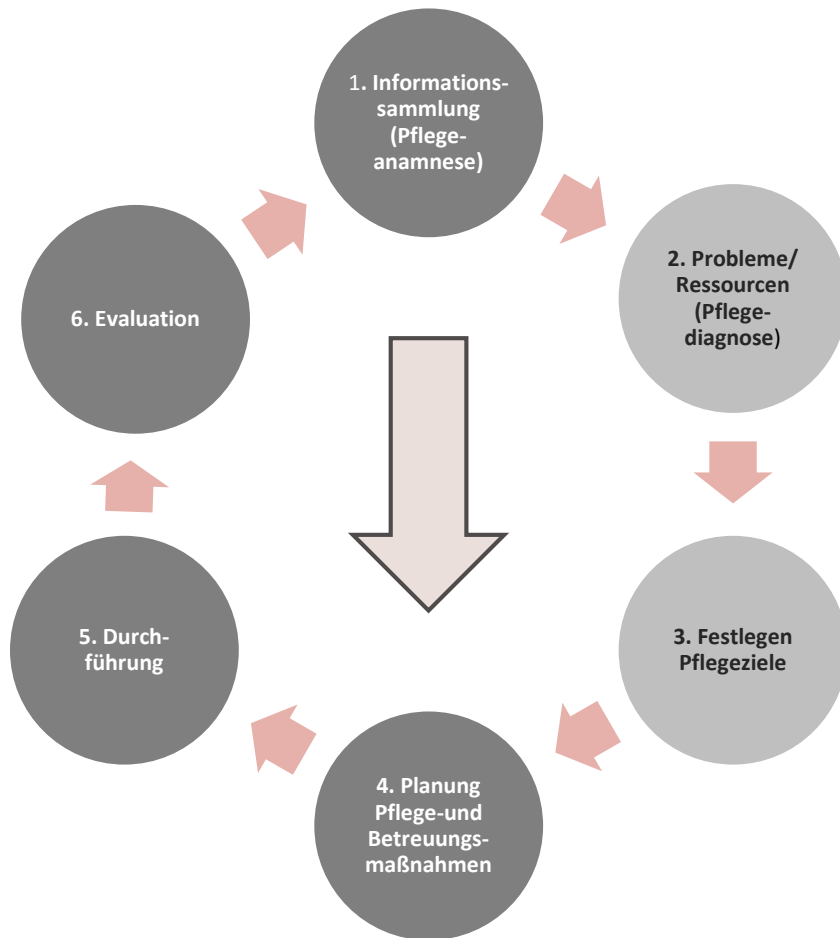 1. Informations-
sammlung
(Pflege-
anamnese)
2. Probleme/
Ressourcen
(Pflege-
diagnose)
3. Festlegen
Pflegeziele
4. Planung
Pflege-und
Betreuungs-
maßnahmen
5. Durch-
führung
6. Evaluation